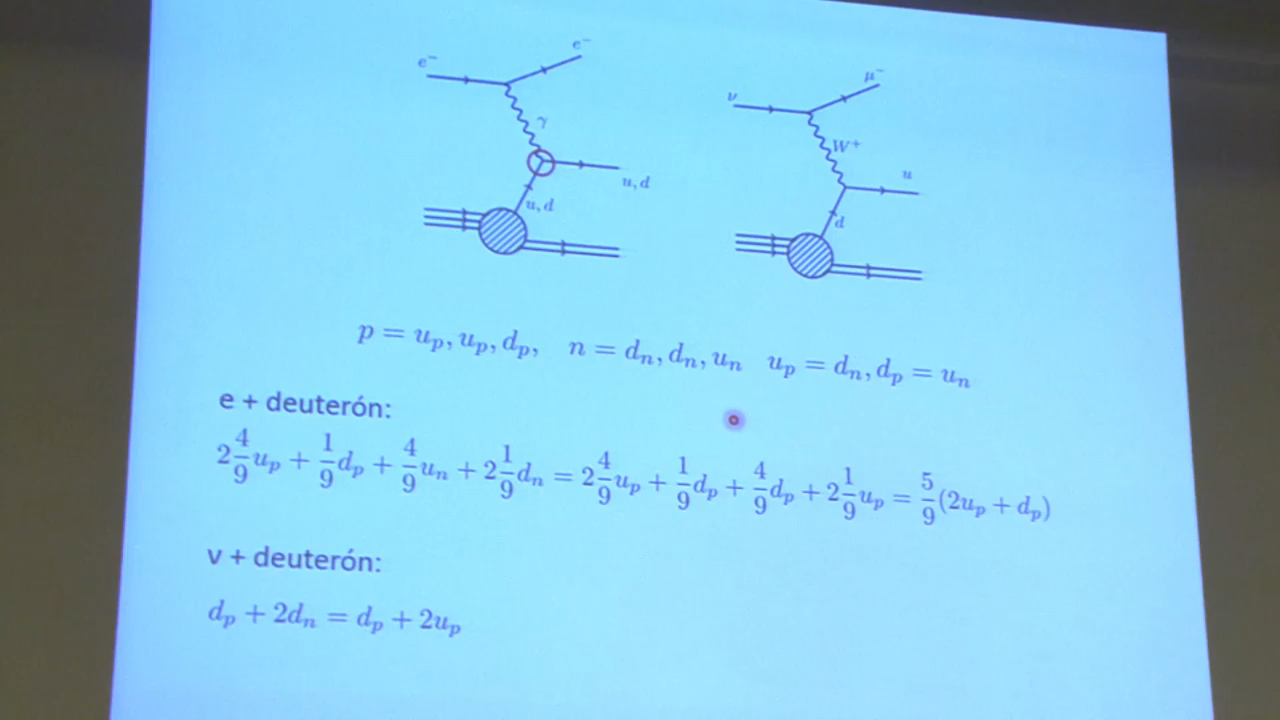 e⁻ e⁻
γ
u, d
u, d
ν μ⁻
W⁺
u
d
p = u_p, u_p, d_p, n = d_n, d_n, u_n u_p = d_n, d_p = u_n
e + deuterón:
2 4/9 u_p + 1/9 d_p + 4/9 u_n + 2 1/9 d_n = 2 4/9 u_p + 1/9 d_p + 4/9 d_p + 2 1/9 u_p = 5/9 (2u_p + d_p)
ν + deuterón:
d_p + 2d_n = d_p + 2u_p